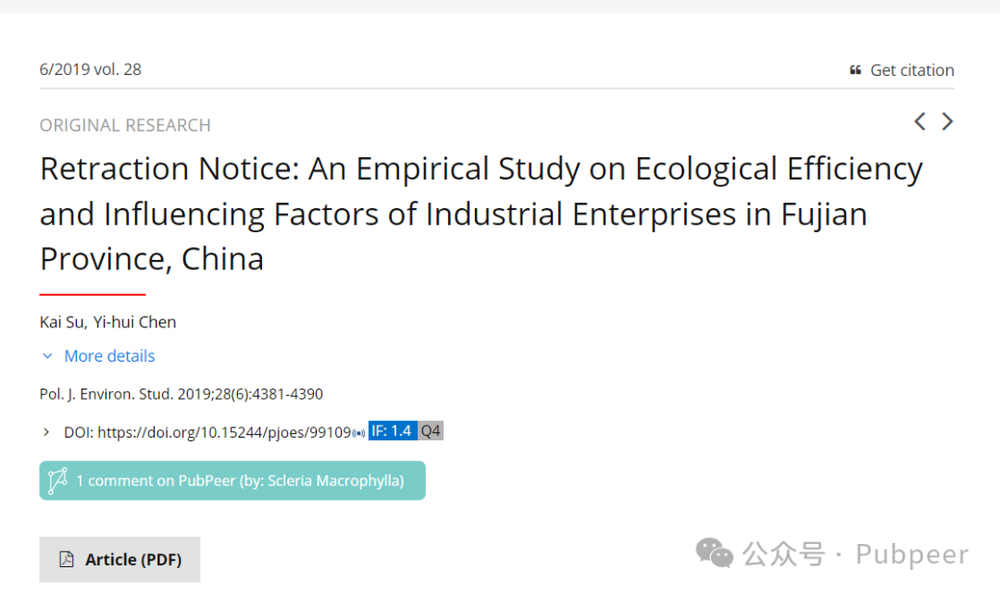 6/2019 vol. 28
Get citation
ORIGINAL RESEARCH
Retraction Notice: An Empirical Study on Ecological Efficiency
and Influencing Factors of Industrial Enterprises in Fujian
Province, China
Kai Su, Yi-hui Chen
More details
Pol. J. Environ. Stud. 2019;28(6):4381-4390
DOI: https://doi.org/10.15244/pjoes/99109 IF: 1.4 Q4
1 comment on PubPeer (by: Scleria Macrophylla)
Article (PDF)
公众号 · Pubpeer